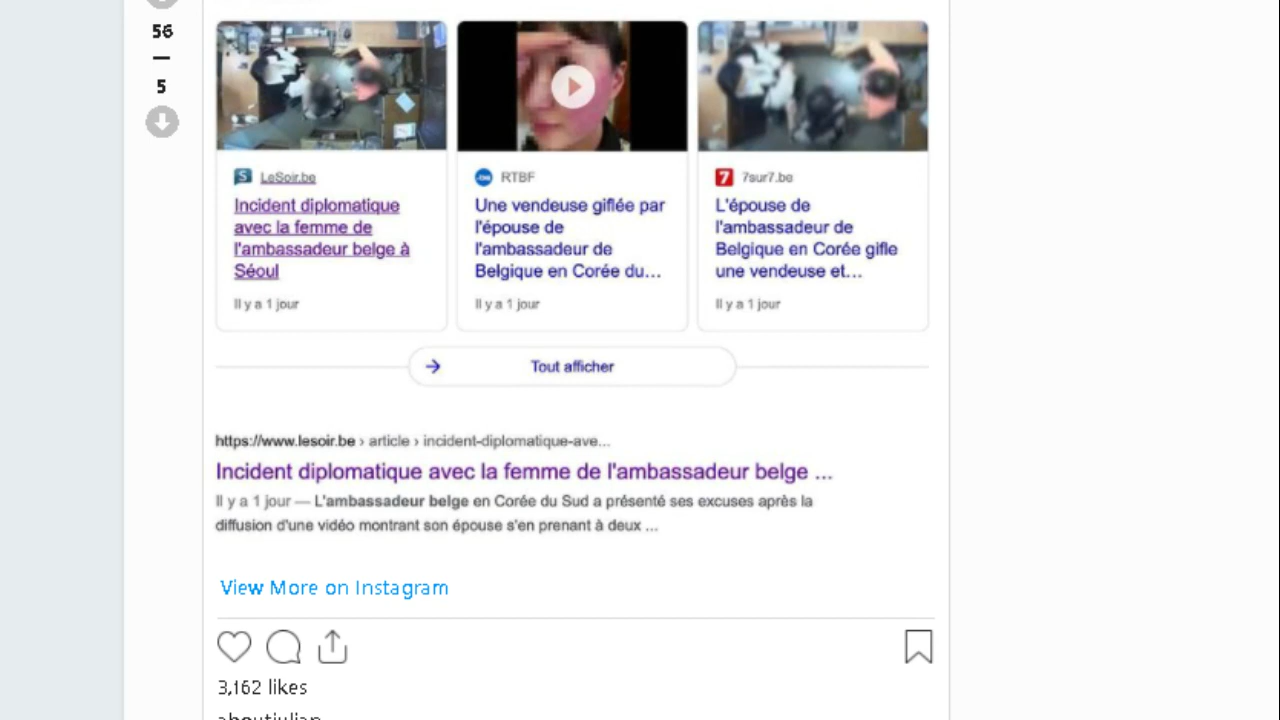 56
5
LeSoir.be
Incident diplomatique
avec la femme de
l'ambassadeur belge à
Séoul
Il y a 1 jour
RTBF
Une vendeuse giflée par
l'épouse de
l'ambassadeur de
Belgique en Corée du...
Il y a 1 jour
7
7sur7.be
L'épouse de
l'ambassadeur de
Belgique en Corée gifle
une vendeuse et...
Il y a 1 jour
Tout afficher
https://www.lesoir.be › article › incident-diplomatique-ave...
Incident diplomatique avec la femme de l'ambassadeur belge ...
Il y a 1 jour — L'ambassadeur belge en Corée du Sud a présenté ses excuses après la
diffusion d'une vidéo montrant son épouse s'en prenant à deux ...
View More on Instagram
3,162 likes
aboutjulian